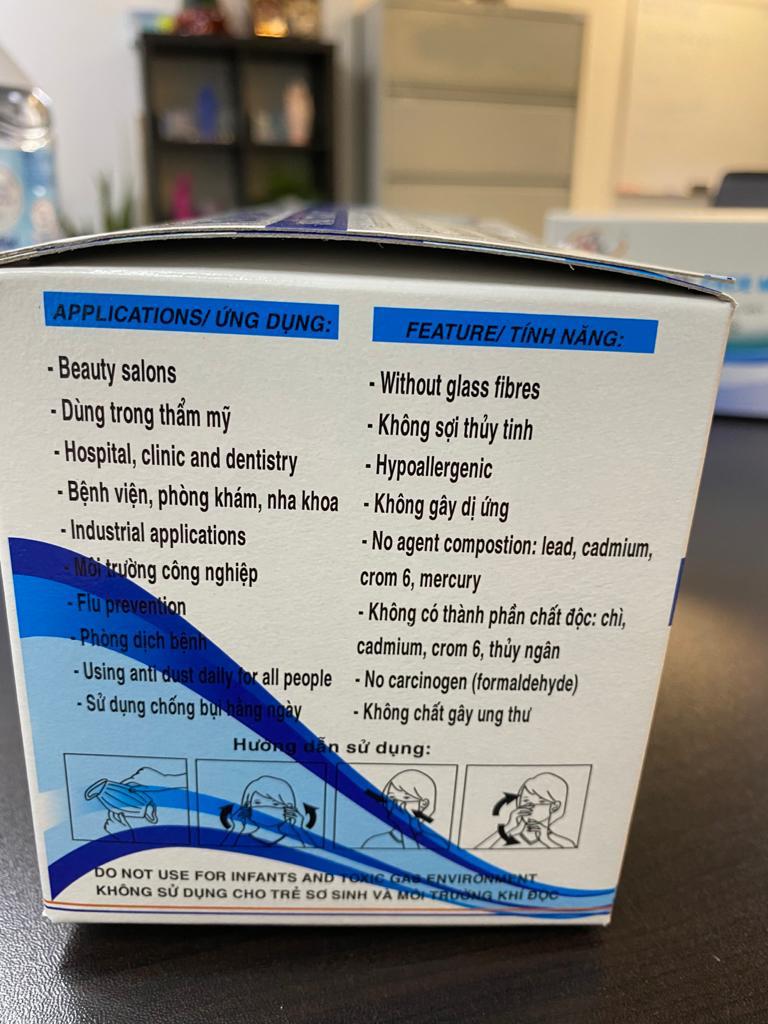 APPLICATIONS/ ỨNG DỤNG:
- Beauty salons
- Dùng trong thẩm mỹ
- Hospital, clinic and dentistry
- Bệnh viện, phòng khám, nha khoa
- Industrial applications
- Môi trường công nghiệp
- Flu prevention
- Phòng dịch bệnh
- Using anti dust daily for all people
- Sử dụng chống bụi hằng ngày
FEATURE/ TÍNH NĂNG:
- Without glass fibres
- Không sợi thủy tinh
- Hypoallergenic
- Không gây dị ứng
- No agent compostion: lead, cadmium,
crom 6, mercury
- Không có thành phần chất độc: chì,
cadmium, crom 6, thủy ngân
- No carcinogen (formaldehyde)
- Không chất gây ung thư
Hướng dẫn sử dụng:
DO NOT USE FOR INFANTS AND TOXIC GAS ENVIRONMENT
KHÔNG SỬ DỤNG CHO TRẺ SƠ SINH VÀ MÔI TRƯỜNG KHÍ ĐỘC